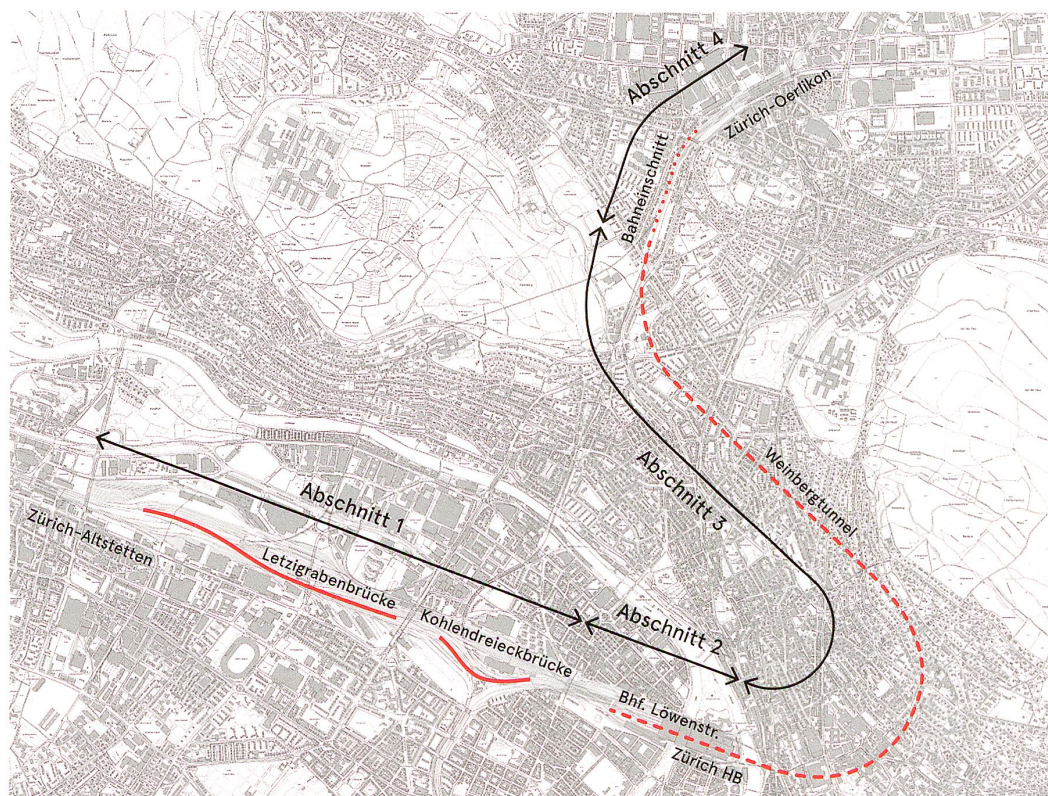 Abschnitt 4
Zürich-Oerlikon
Bahneinschnitt
Weinbergtunnel
Abschnitt 3
Abschnitt 1
Zürich-Altstetten
Letzigrabenbrücke
Kohlendreieckbrücke
Abschnitt 2
Bhf. Löwenstr.
Zürich HB